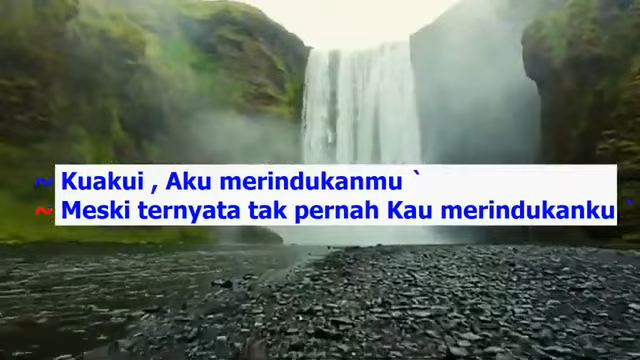 ~ Kuakui , Aku merindukanmu `
~ Meski ternyata tak pernah Kau merindukanku `